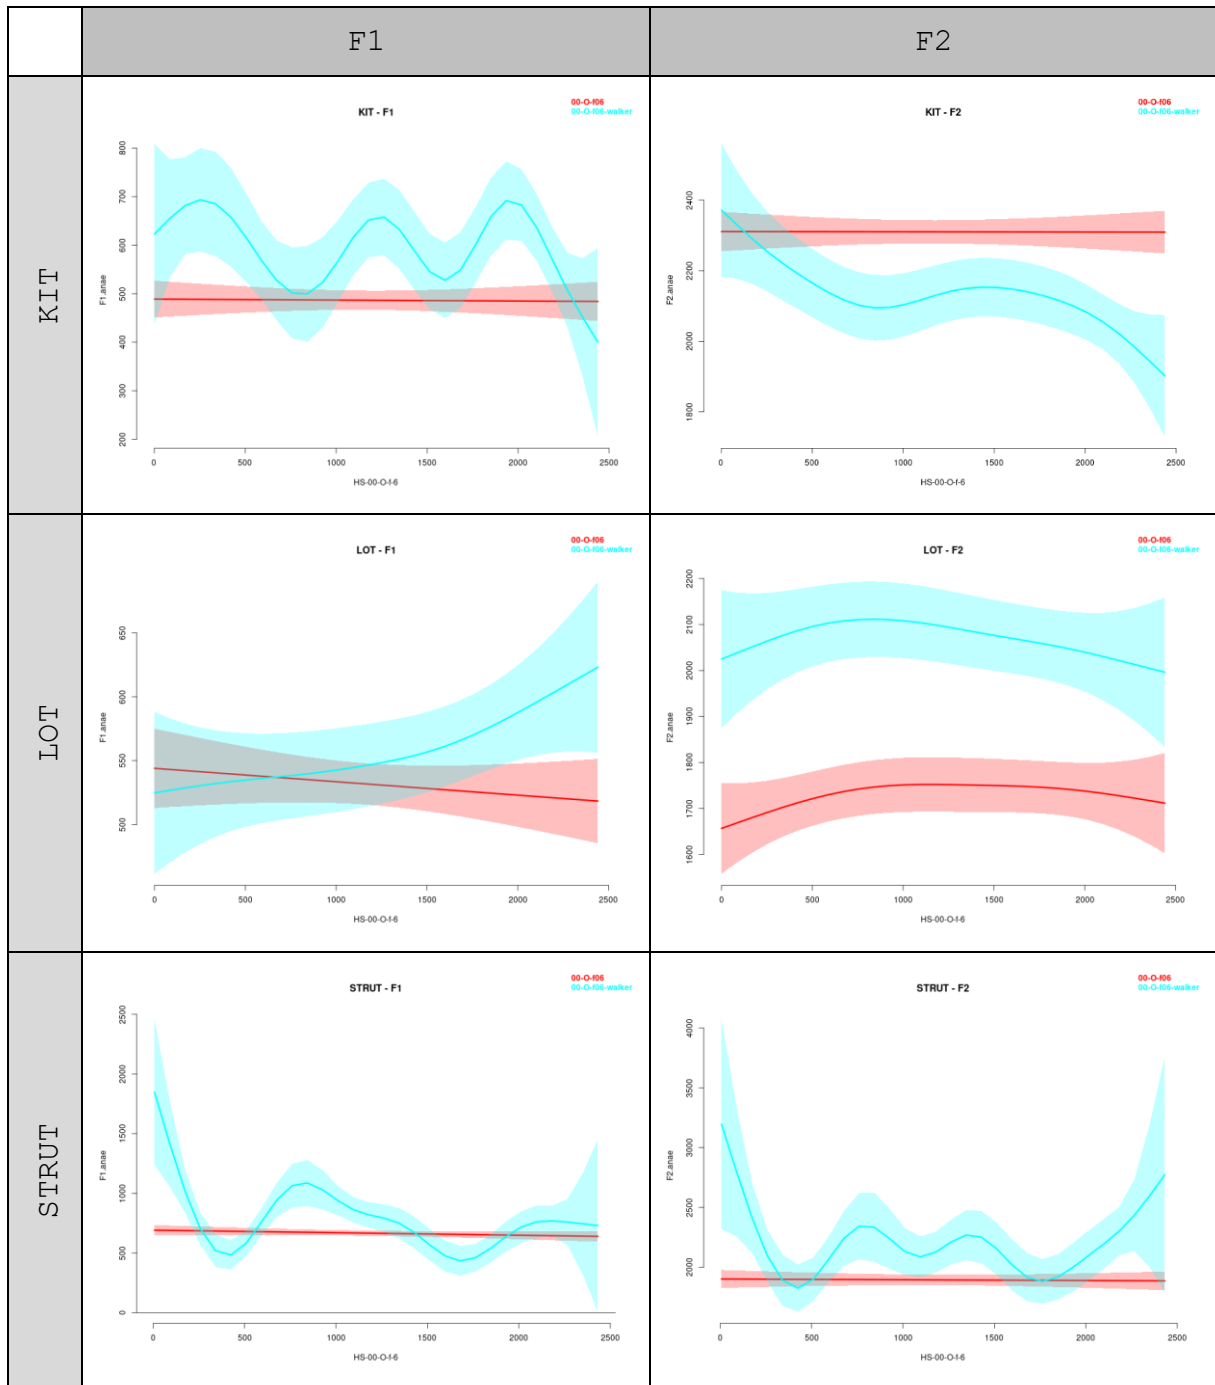 F1
F2
KIT
KIT - F1
00-O-f06
00-O-f06-walker
F1.anae
800
700
600
500
400
300
200
0
500
1000
1500
2000
2500
HS-00-O-f-6
KIT - F2
00-O-f06
00-O-f06-walker
F2.anae
2400
2200
2000
1800
0
500
1000
1500
2000
2500
HS-00-O-f-6
LOT
LOT - F1
00-O-f06
00-O-f06-walker
F1.anae
650
600
550
500
0
500
1000
1500
2000
2500
HS-00-O-f-6
LOT - F2
00-O-f06
00-O-f06-walker
F2.anae
2200
2100
2000
1900
1800
1700
1600
0
500
1000
1500
2000
2500
HS-00-O-f-6
STRUT
STRUT - F1
00-O-f06
00-O-f06-walker
F1.anae
2500
2000
1500
1000
500
0
0
500
1000
1500
2000
2500
HS-00-O-f-6
STRUT - F2
00-O-f06
00-O-f06-walker
F2.anae
4000
3500
3000
2500
2000
0
500
1000
1500
2000
2500
HS-00-O-f-6